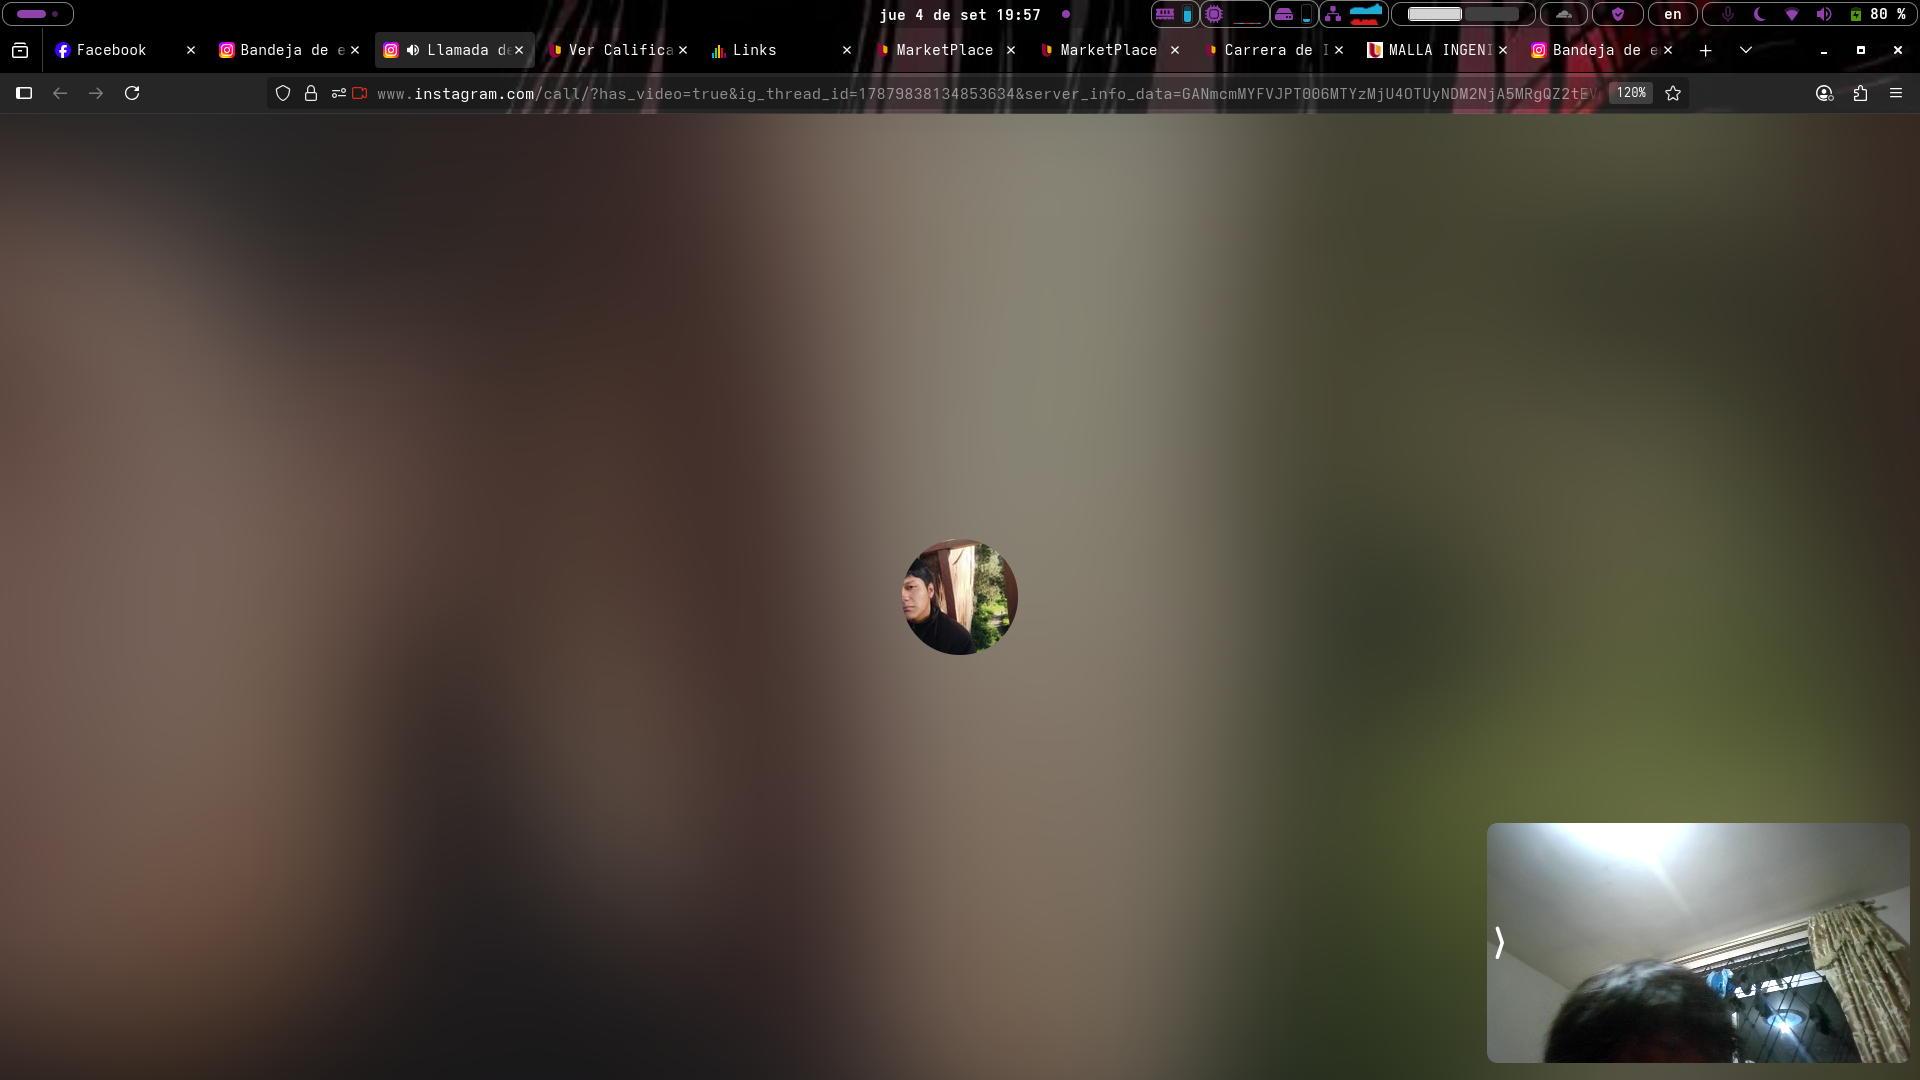 jue 4 de set 19:57
en
80 %
Facebook
Bandeja de e
Llamada de
Ver Califica
Links
MarketPlace
MarketPlace
Carrera de I
MALLA INGENI
Bandeja de e
www.instagram.com/call/?has_video=true&ig_thread_id=17879838134853634&server_info_data=GANmcmMYFVJPT006MTYzMjU4OTUyNDM2NjA5MRgQZ2tEV
120%